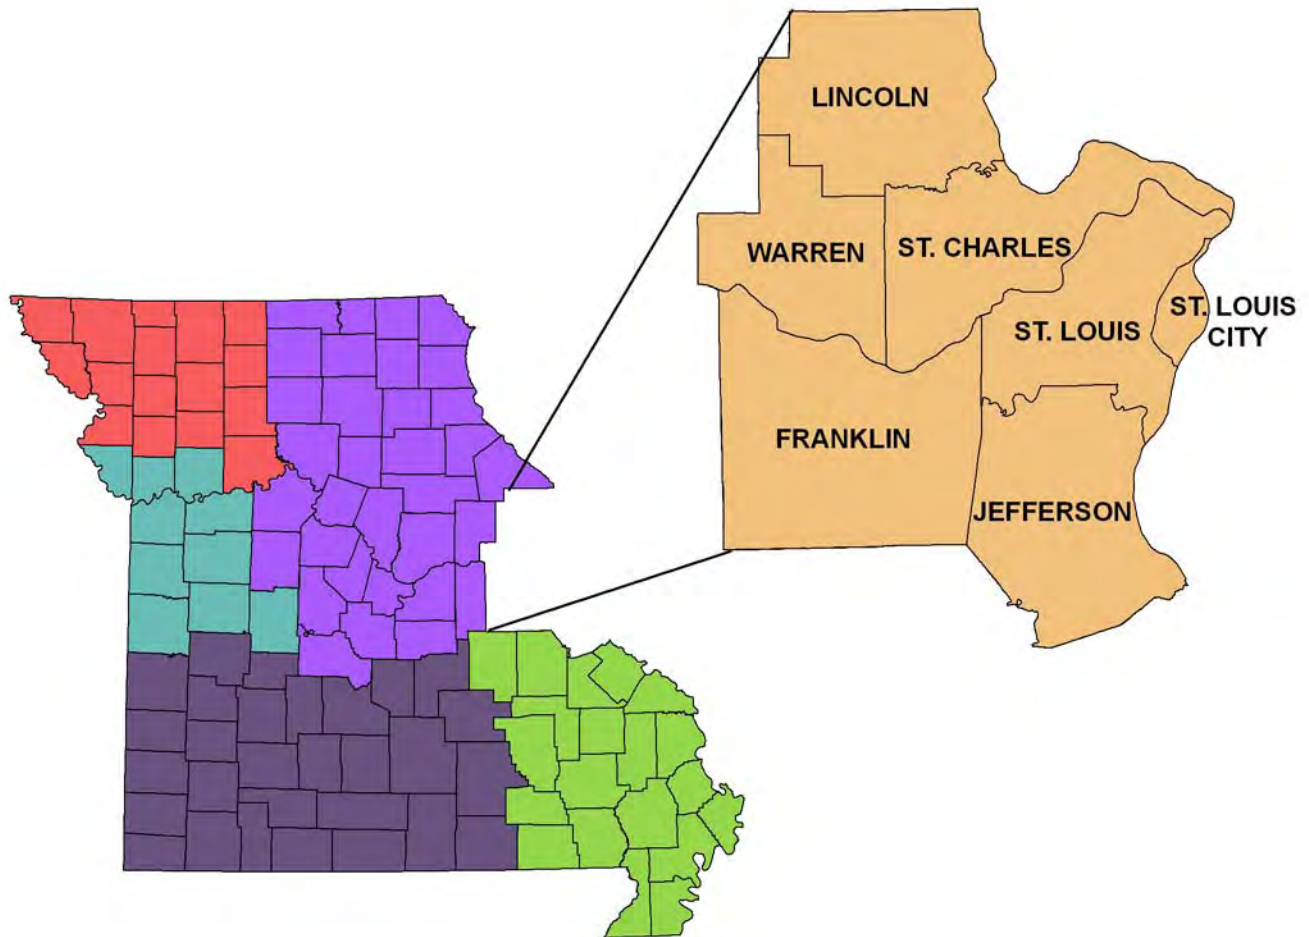 LINCOLN
WARREN
ST. CHARLES
ST. LOUIS
ST. LOUIS
CITY
FRANKLIN
JEFFERSON